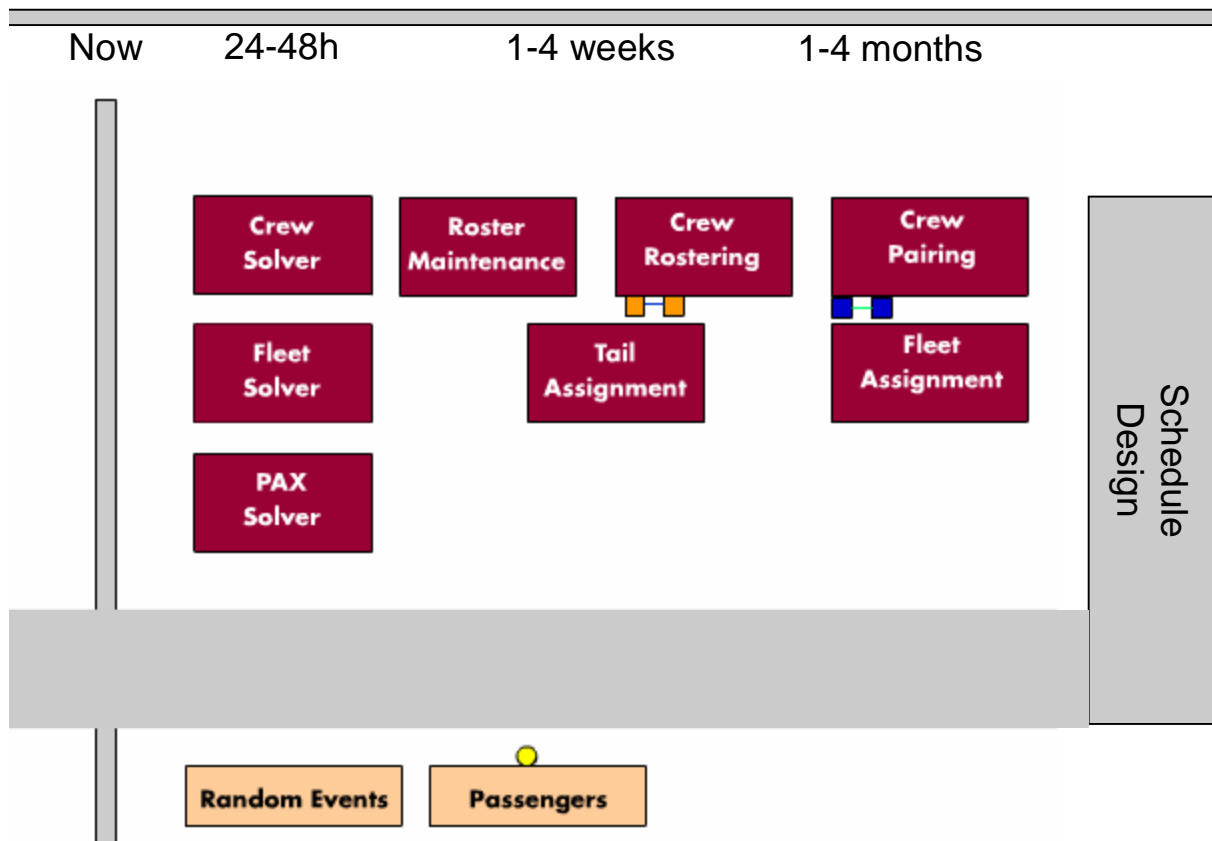 Now 24-48h 1-4 weeks 1-4 months
Crew
Solver
Roster
Maintenance
Crew
Rostering
Crew
Pairing
Fleet
Solver
Tail
Assignment
Fleet
Assignment
PAX
Solver
Schedule
Design
Random Events
Passengers